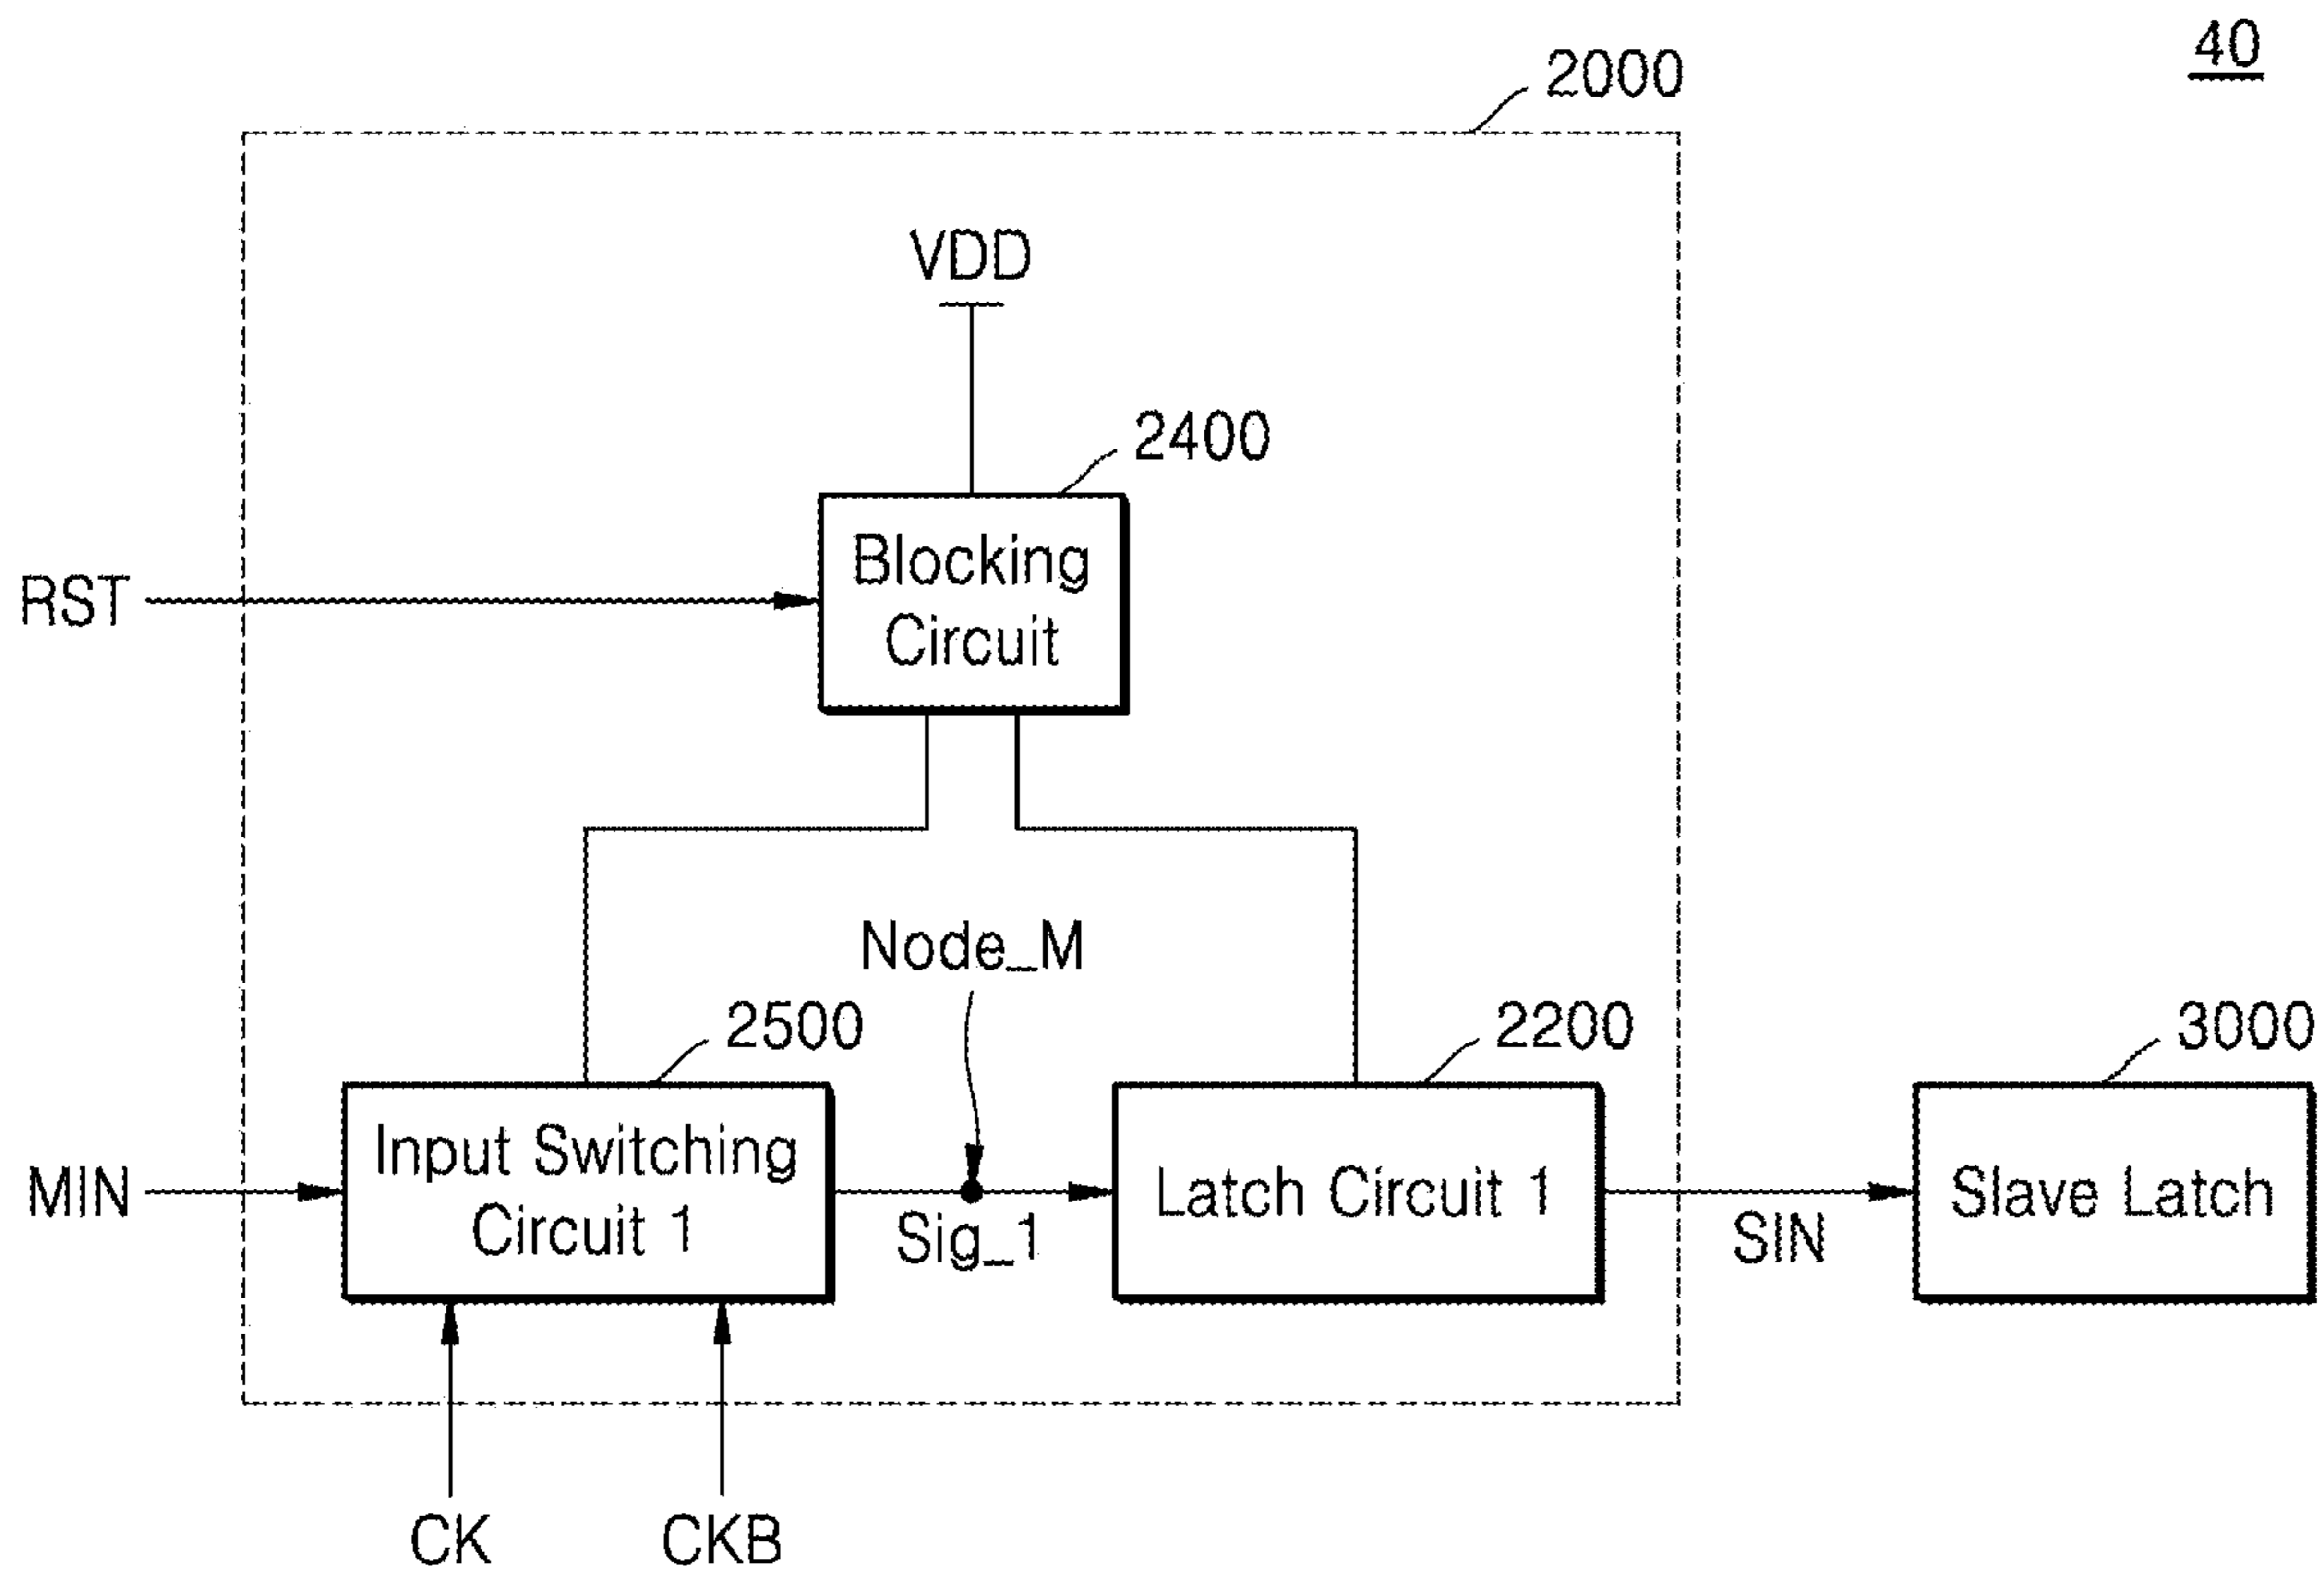 40
2000
VDD
2400
Blocking
Circuit
RST
Node_M
2500
2200
3000
MIN
Input Switching
Circuit 1
Sig_1
Latch Circuit 1
SIN
Slave Latch
CK
CKB